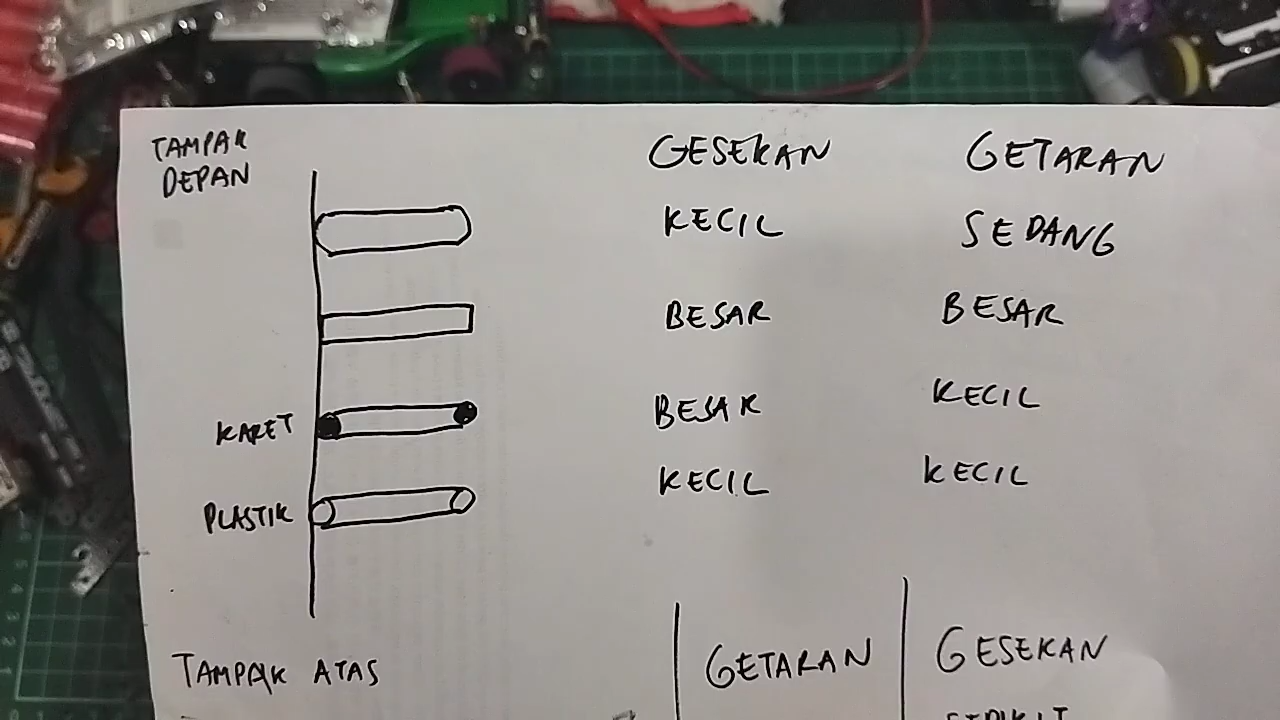 TAMPAK
DEPAN
GESEKAN GETARAN
KECIL SEDANG
BESAR BESAR
KARET BESAR KECIL
PLASTIK KECIL KECIL
TAMPAK ATAS GETARAN GESEKAN